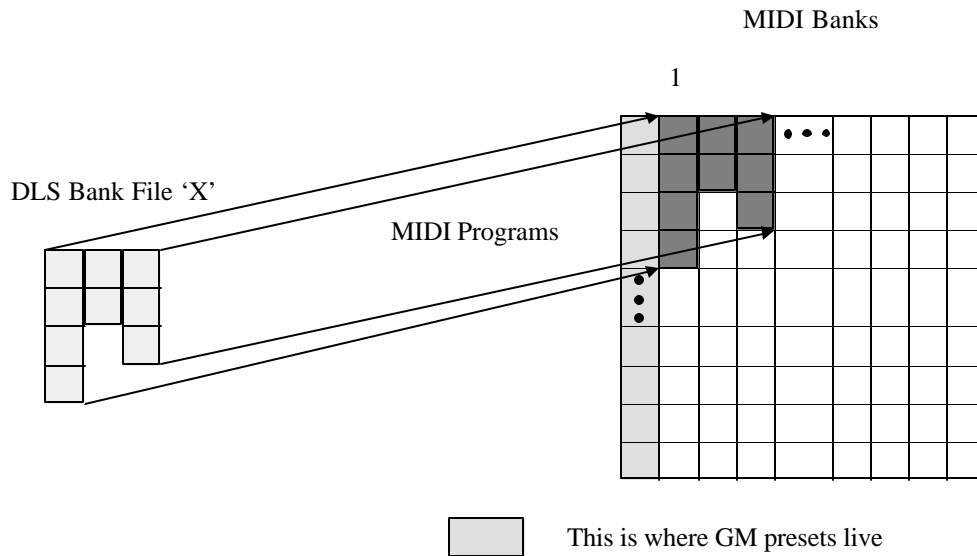 MIDI Banks
1
DLS Bank File ‘X’
MIDI Programs
This is where GM presets live